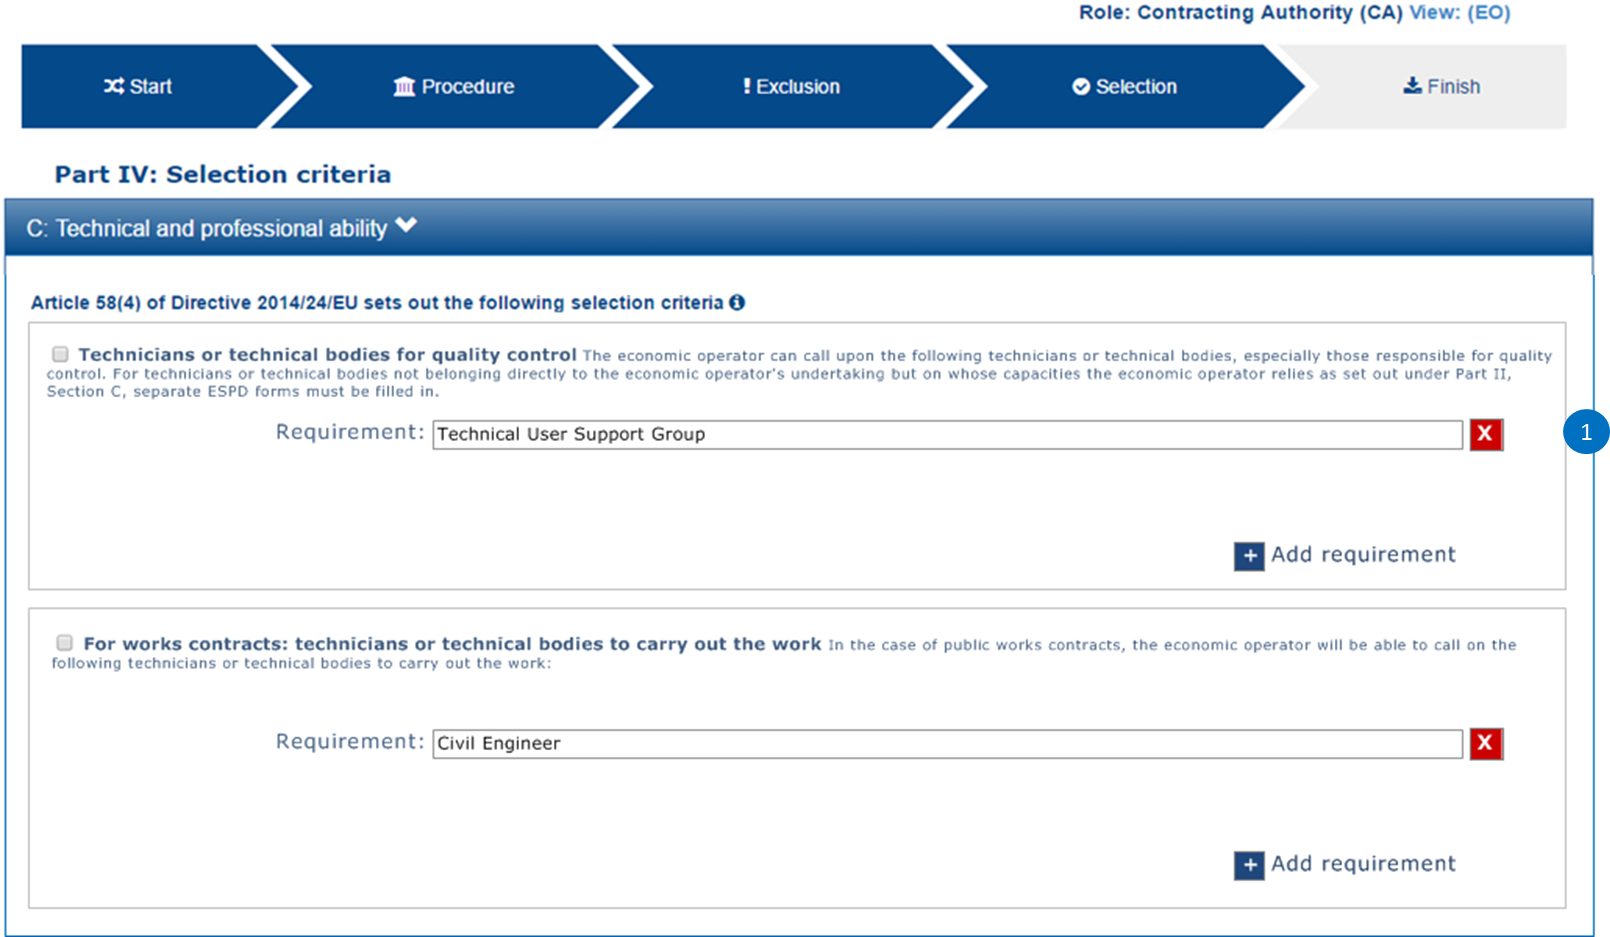 Role: Contracting Authority (CA) View: (EO)
Start
Procedure
! Exclusion
Selection
Finish
Part IV: Selection criteria
C: Technical and professional ability
Article 58(4) of Directive 2014/24/EU sets out the following selection criteria
Technicians or technical bodies for quality control The economic operator can call upon the following technicians or technical bodies, especially those responsible for quality
control. For technicians or technical bodies not belonging directly to the economic operator's undertaking but on whose capacities the economic operator relies as set out under Part II,
Section C, separate ESPD forms must be filled in.
Requirement: Technical User Support Group X
1
+ Add requirement
For works contracts: technicians or technical bodies to carry out the work In the case of public works contracts, the economic operator will be able to call on the
following technicians or technical bodies to carry out the work:
Requirement: Civil Engineer X
+ Add requirement